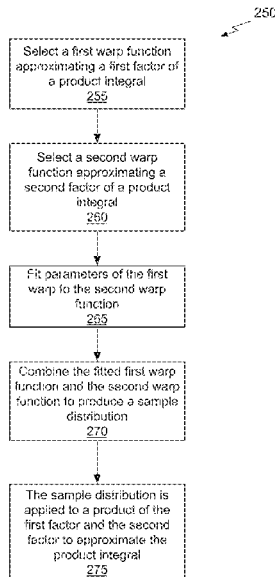 250
Select a first warp function
approximating a first factor of
a product integral
255
Select a second warp
function approximating a
second factor of a product
integral
260
Fit parameters of the first
warp to the second warp
function
265
Combine the fitted first warp
function and the second warp
function to produce a sample
distribution
270
The sample distribution is
applied to a product of the
first factor and the second
factor to approximate the
product integral
275